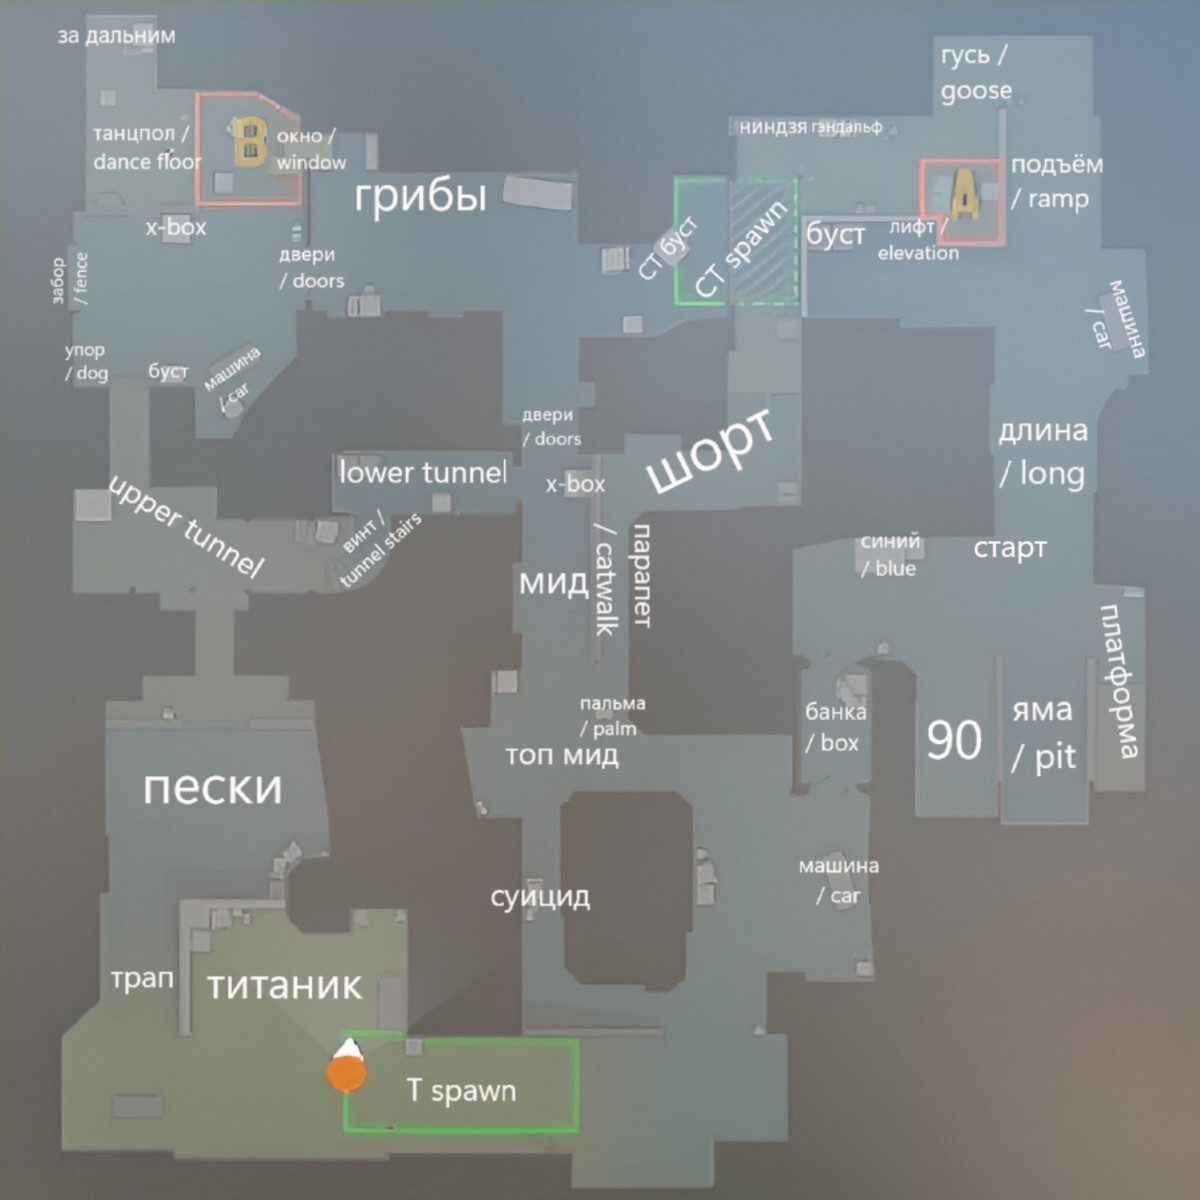 за дальним
гусь /
goose
ниндзя гэндальф
танцпол /
dance floor
B
окно /
window
подъём
/ ramp
A
грибы
x-box
СТ буст
CT spawn
буст
лифт /
elevation
двери
/ doors
забор
/ fence
машина
/ car
упор
/ dog
буст
машина
/ car
двери
/ doors
шорт
длина
/ long
lower tunnel
x-box
upper tunnel
винт /
tunnel stairs
парапет
/ catwalk
мид
синий
/ blue
старт
платформа
пальма
/ palm
топ мид
банка
/ box
90
яма
/ pit
пески
суицид
машина
/ car
трап
титаник
T spawn